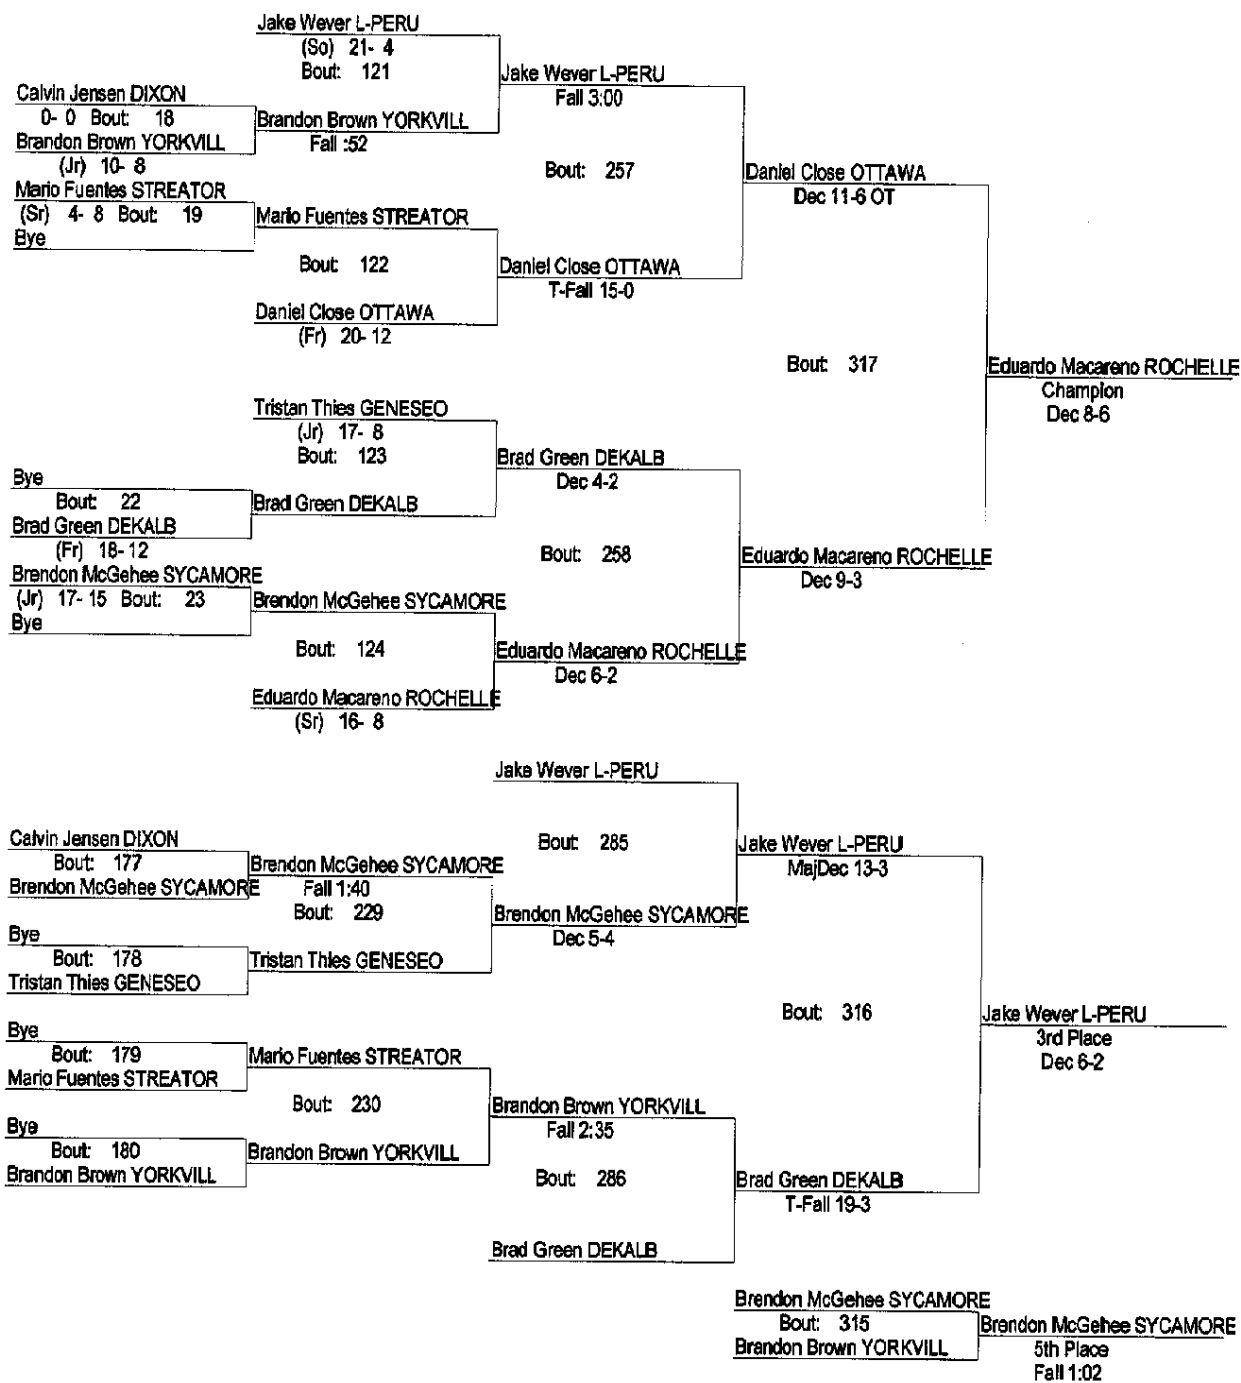 Jake Wever L-PERU
(So) 21- 4
Bout: 121
Jake Wever L-PERU
Fall 3:00
Calvin Jensen DIXON
0- 0 Bout: 18
Brandon Brown YORKVILL
(Jr) 10- 8
Brandon Brown YORKVILL
Fall :52
Bout: 257
Daniel Close OTTAWA
Dec 11-6 OT
Mario Fuentes STREATOR
(Sr) 4- 8 Bout: 19
Bye
Mario Fuentes STREATOR
Bout: 122
Daniel Close OTTAWA
T-Fall 15-0
Daniel Close OTTAWA
(Fr) 20- 12
Bout: 317
Eduardo Macareno ROCHELLE
Champion
Dec 8-6
Tristan Thies GENESEO
(Jr) 17- 8
Bout: 123
Brad Green DEKALB
Dec 4-2
Bye
Bout: 22
Brad Green DEKALB
(Fr) 18- 12
Brad Green DEKALB
Bout: 258
Eduardo Macareno ROCHELLE
Dec 9-3
Brendon McGehee SYCAMORE
(Jr) 17- 15 Bout: 23
Bye
Brendon McGehee SYCAMORE
Bout: 124
Eduardo Macareno ROCHELLE
Dec 6-2
Eduardo Macareno ROCHELLE
(Sr) 16- 8
Jake Wever L-PERU
Bout: 285
Jake Wever L-PERU
MajDec 13-3
Calvin Jensen DIXON
Bout: 177
Brendon McGehee SYCAMORE
Brendon McGehee SYCAMORE
Fall 1:40
Bout: 229
Brendon McGehee SYCAMORE
Dec 5-4
Bye
Bout: 178
Tristan Thies GENESEO
Tristan Thies GENESEO
Bout: 316
Jake Wever L-PERU
3rd Place
Dec 6-2
Bye
Bout: 179
Mario Fuentes STREATOR
Mario Fuentes STREATOR
Bout: 230
Brandon Brown YORKVILL
Fall 2:35
Bye
Bout: 180
Brandon Brown YORKVILL
Brandon Brown YORKVILL
Bout: 286
Brad Green DEKALB
T-Fall 19-3
Brad Green DEKALB
Brendon McGehee SYCAMORE
Bout: 315
Brandon Brown YORKVILL
Brendon McGehee SYCAMORE
5th Place
Fall 1:02